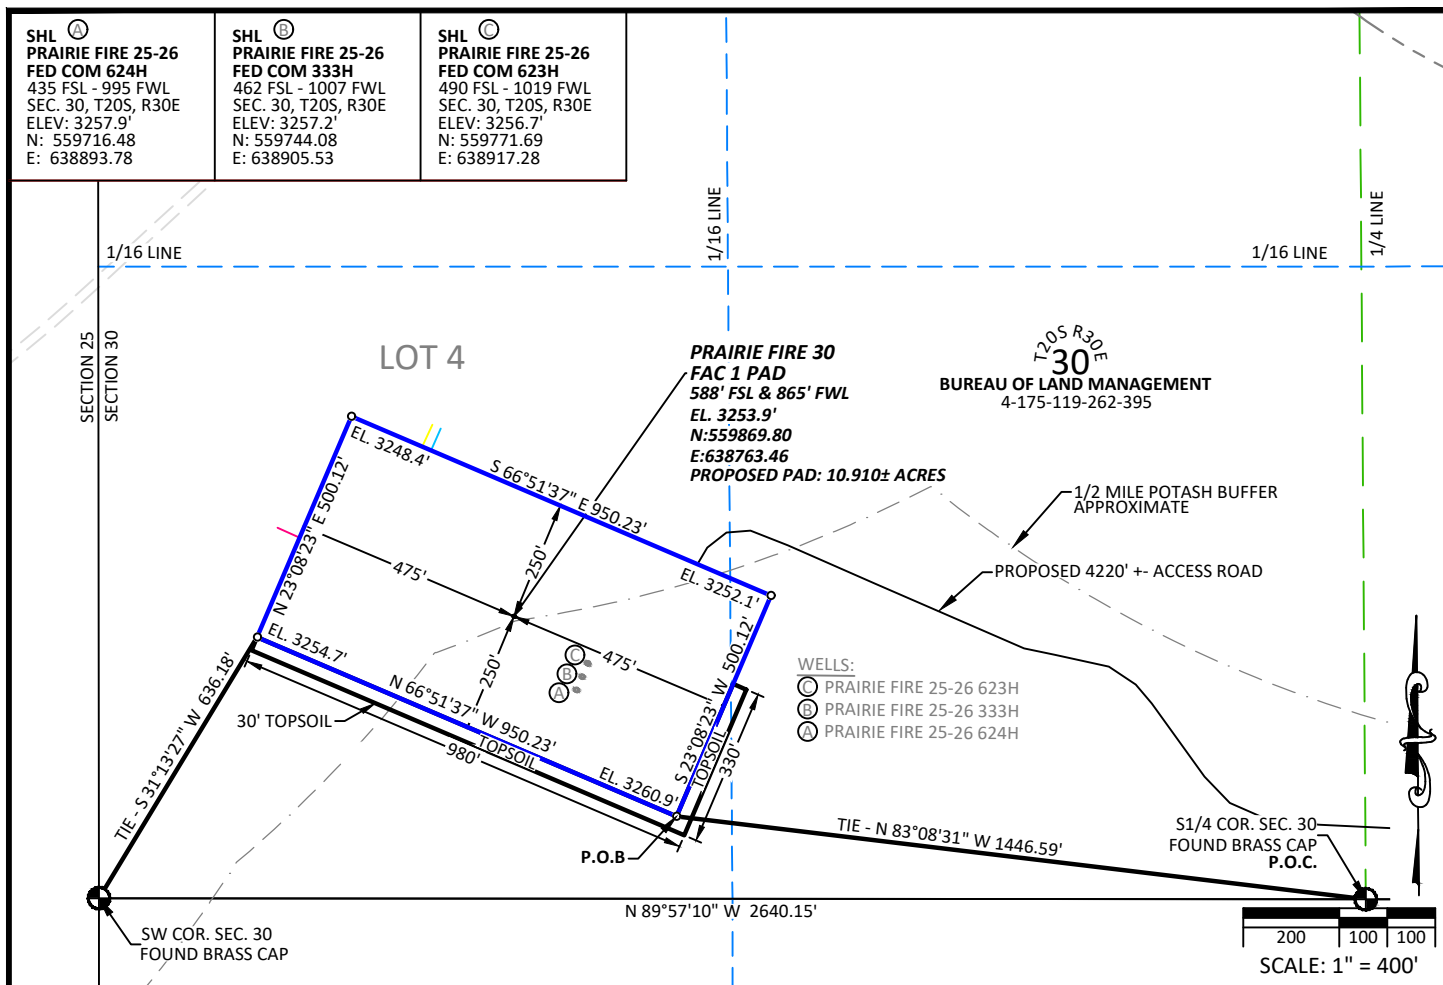 SHL A
PRAIRIE FIRE 25-26
FED COM 624H
435 FSL - 995 FWL
SEC. 30, T20S, R30E
ELEV: 3257.9'
N: 559716.48
E: 638893.78
SHL B
PRAIRIE FIRE 25-26
FED COM 333H
462 FSL - 1007 FWL
SEC. 30, T20S, R30E
ELEV: 3257.2'
N: 559744.08
E: 638905.53
SHL C
PRAIRIE FIRE 25-26
FED COM 623H
490 FSL - 1019 FWL
SEC. 30, T20S, R30E
ELEV: 3256.7'
N: 559771.69
E: 638917.28
1/16 LINE
1/16 LINE
1/16 LINE
1/4 LINE
SECTION 25
SECTION 30
LOT 4
PRAIRIE FIRE 30
FAC 1 PAD
588' FSL & 865' FWL
EL. 3253.9'
N:559869.80
E:638763.46
PROPOSED PAD: 10.910± ACRES
T20S R30E
30
BUREAU OF LAND MANAGEMENT
4-175-119-262-395
1/2 MILE POTASH BUFFER
APPROXIMATE
PROPOSED 4220' +- ACCESS ROAD
EL. 3248.4'
S 66°51'37" E 950.23'
N 23°08'23" E 500.12'
475'
250'
EL. 3252.1'
EL. 3254.7'
475'
250'
C
B
A
S 23°08'23" W 500.12'
N 66°51'37" W 950.23'
TOPSOIL
980'
EL. 3260.9'
TOPSOIL
330'
30' TOPSOIL
TIE - S 31°13'27" W 636.18'
WELLS:
C PRAIRIE FIRE 25-26 623H
B PRAIRIE FIRE 25-26 333H
A PRAIRIE FIRE 25-26 624H
P.O.B
TIE - N 83°08'31" W 1446.59'
S1/4 COR. SEC. 30
FOUND BRASS CAP
P.O.C.
N 89°57'10" W 2640.15'
SW COR. SEC. 30
FOUND BRASS CAP
200 100 100
SCALE: 1" = 400'